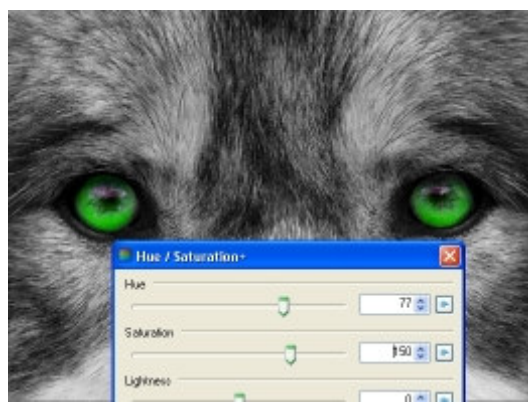 Hue / Saturation+
Hue
77
Saturation
150
Lightness
0